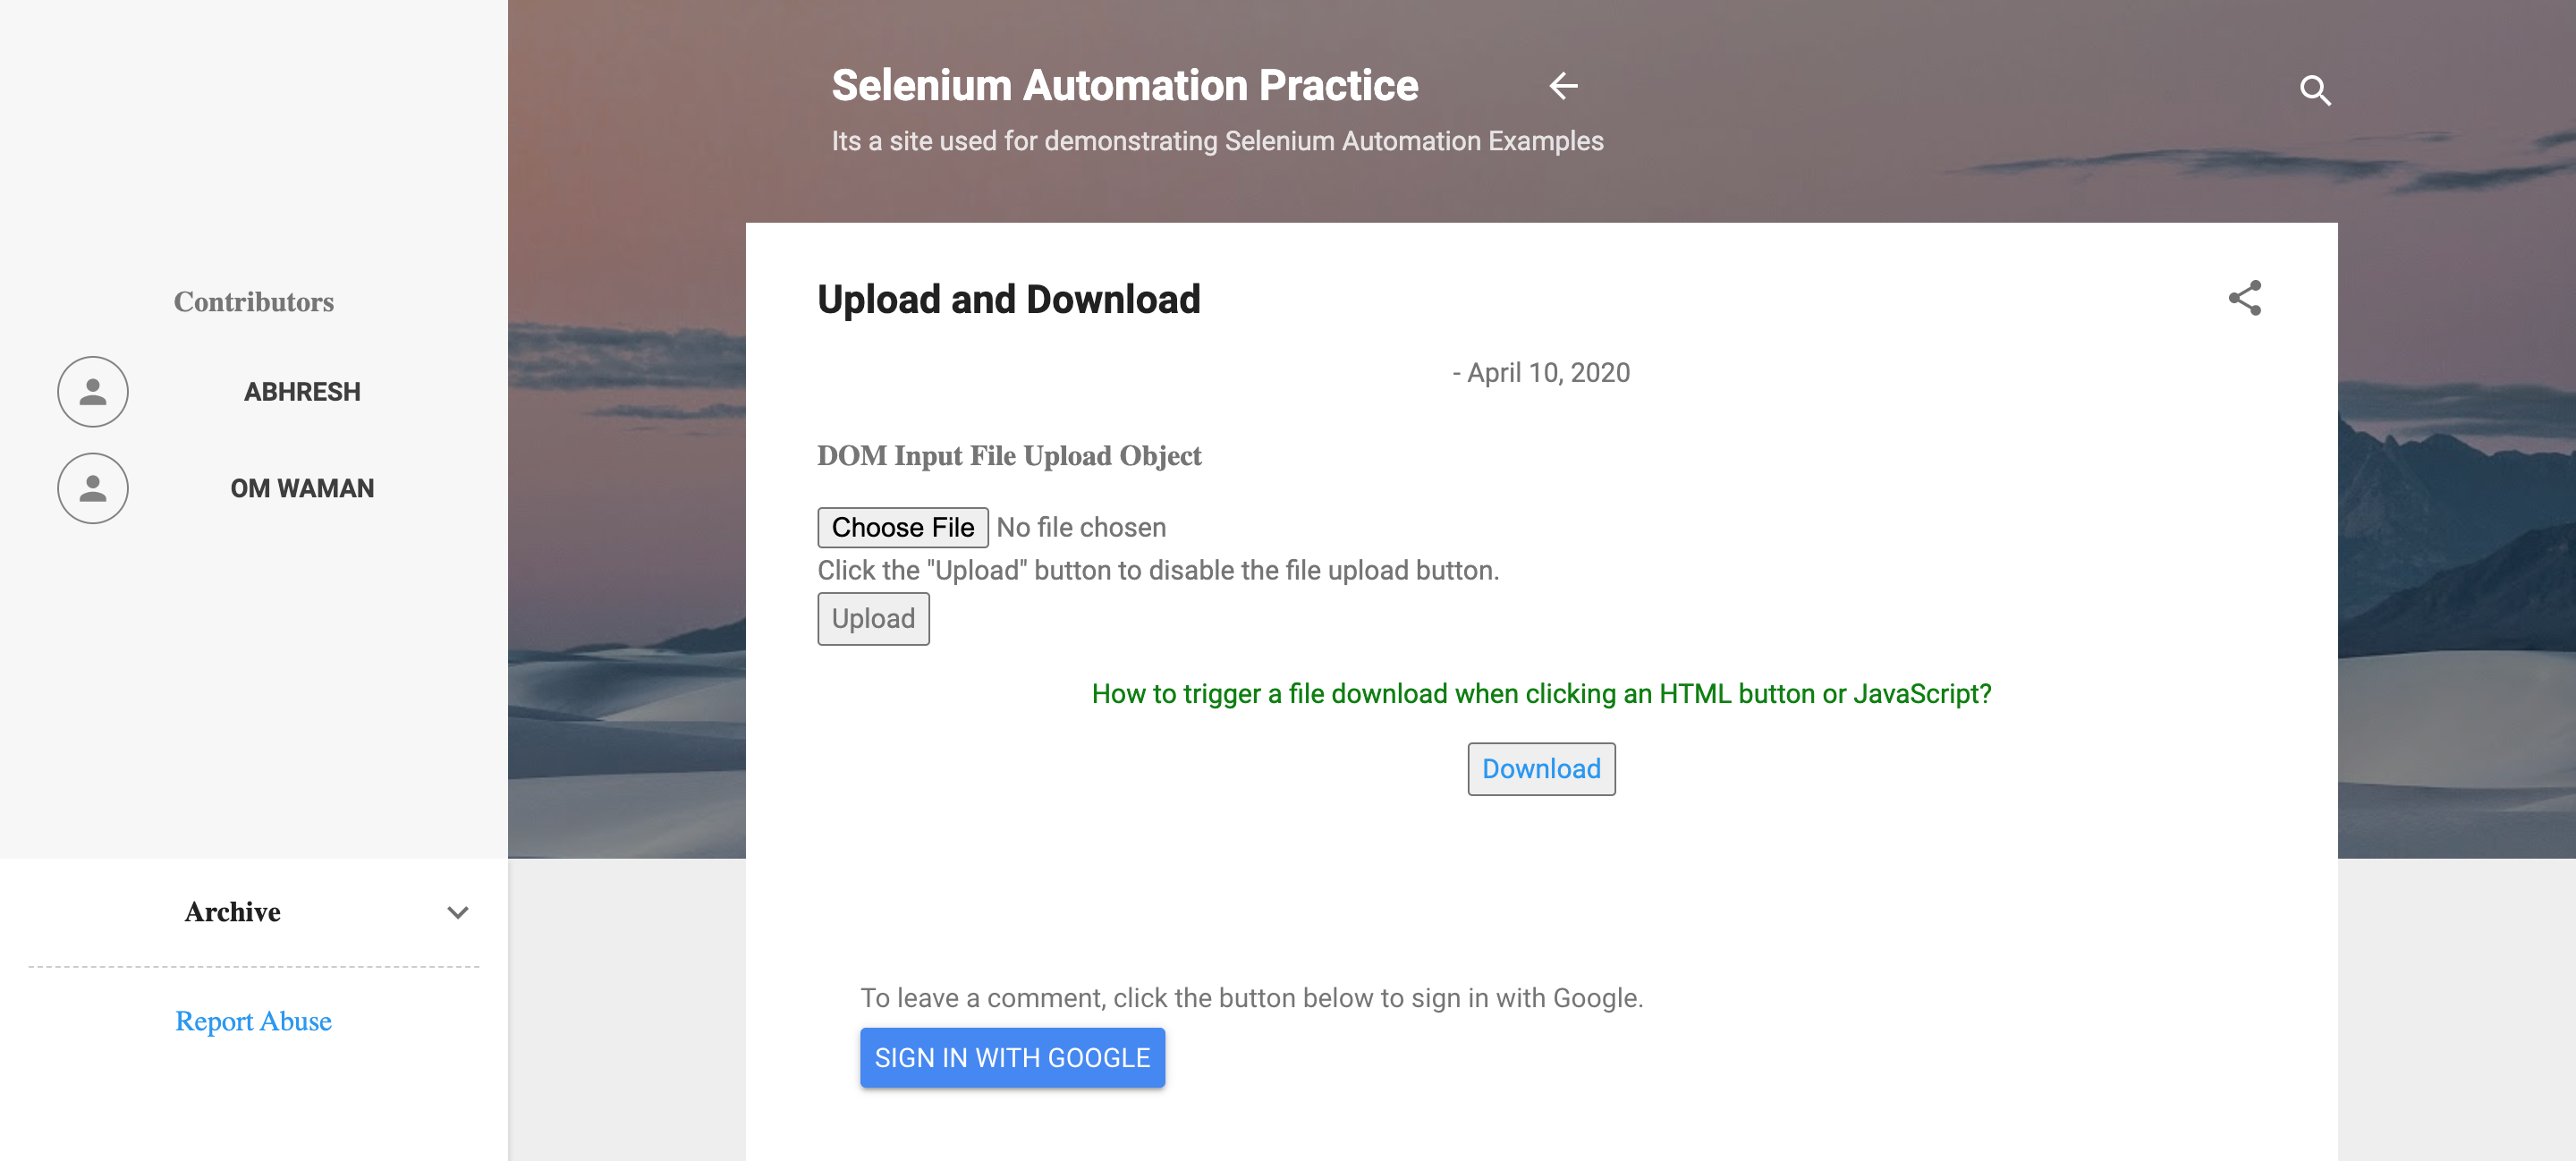 Selenium Automation Practice
Its a site used for demonstrating Selenium Automation Examples
Contributors
ABHRESH
OM WAMAN
Archive
Report Abuse
Upload and Download
- April 10, 2020
DOM Input File Upload Object
Choose File No file chosen
Click the "Upload" button to disable the file upload button.
Upload
How to trigger a file download when clicking an HTML button or JavaScript?
Download
To leave a comment, click the button below to sign in with Google.
SIGN IN WITH GOOGLE